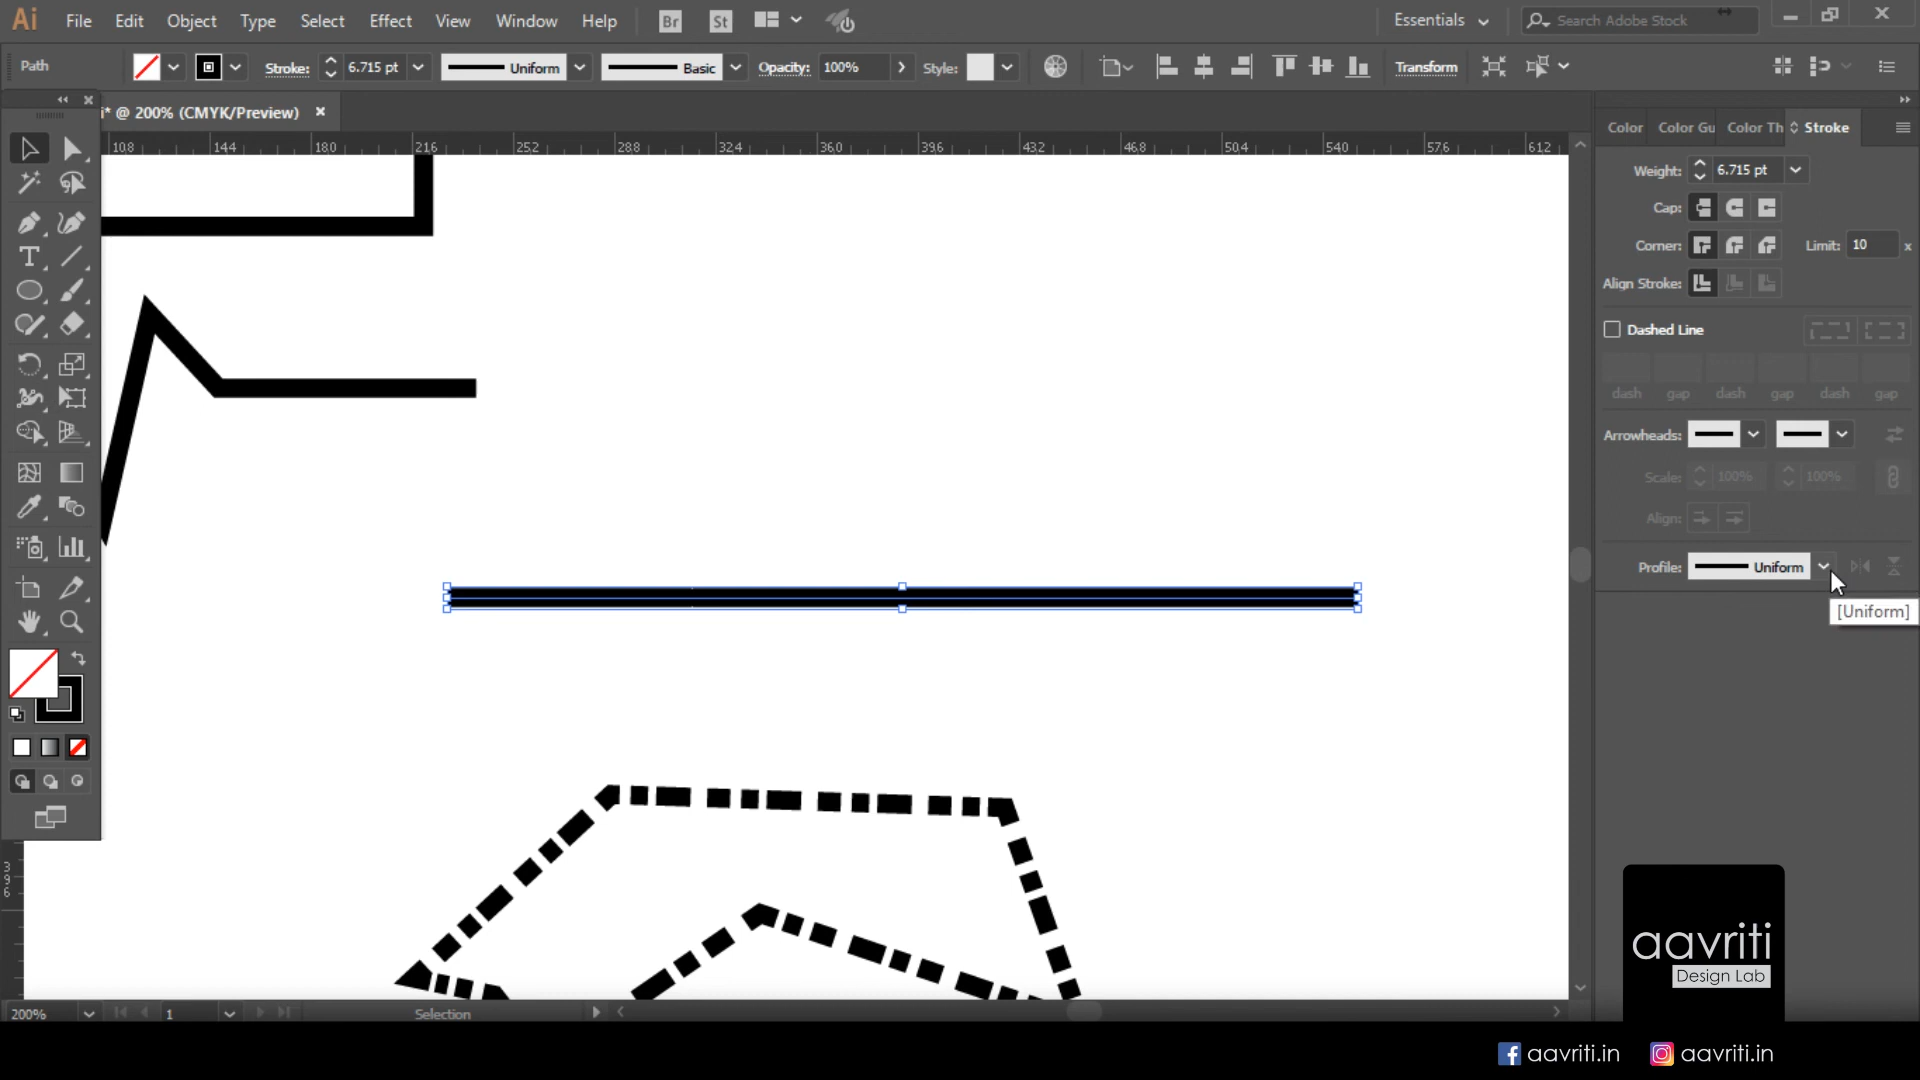 Ai File Edit Object Type Select Effect View Window Help Br St Essentials Search Adobe Stock
Path Stroke: 6.715 pt Uniform Basic Opacity: 100% Style: Transform
i* @ 200% (CMYK/Preview)
108 144 180 216 252 288 324 360 396 432 468 504 540 576 612
Color Color Gu Color Th Stroke
Weight: 6.715 pt
Cap:
Corner: Limit: 10 x
Align Stroke:
Dashed Line
dash gap dash gap dash gap
Arrowheads:
Scale: 100% 100%
Align:
Profile: Uniform
[Uniform]
T
396
200% 1 Selection
aavriti
Design Lab
aavriti.in aavriti.in